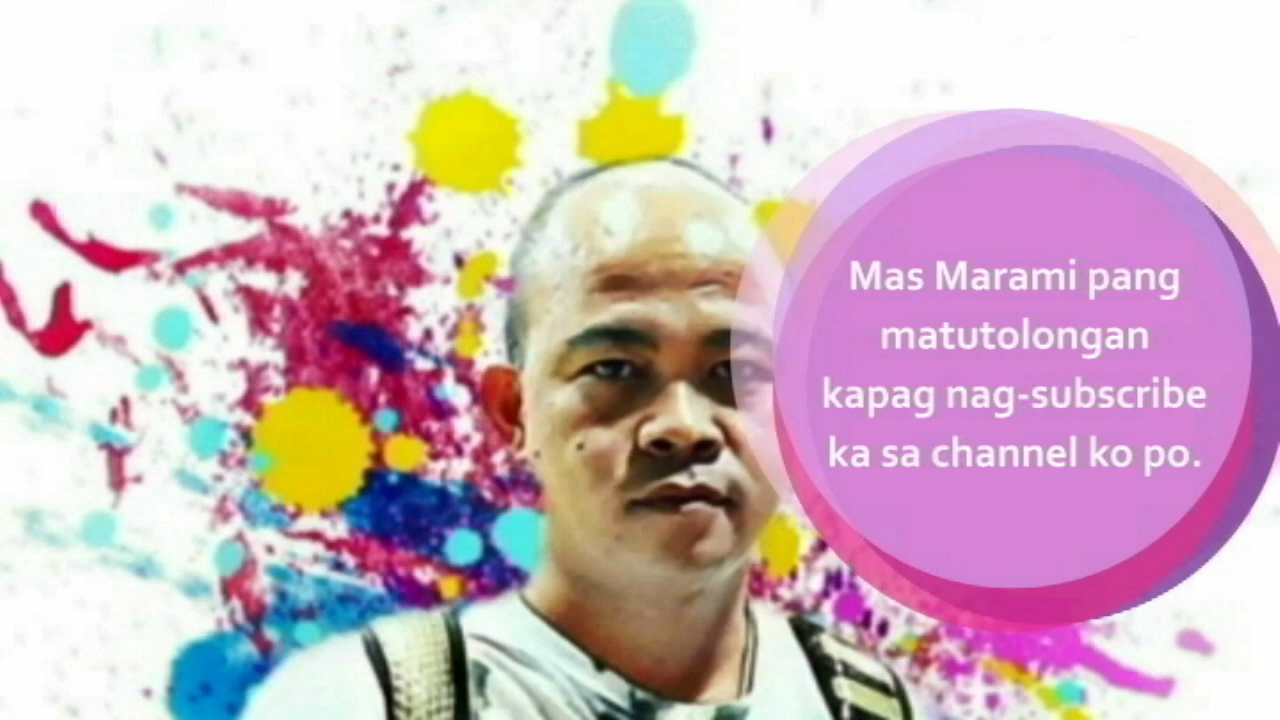 Mas Marami pang
matutolongan
kapag nag-subscribe
ka sa channel ko po.